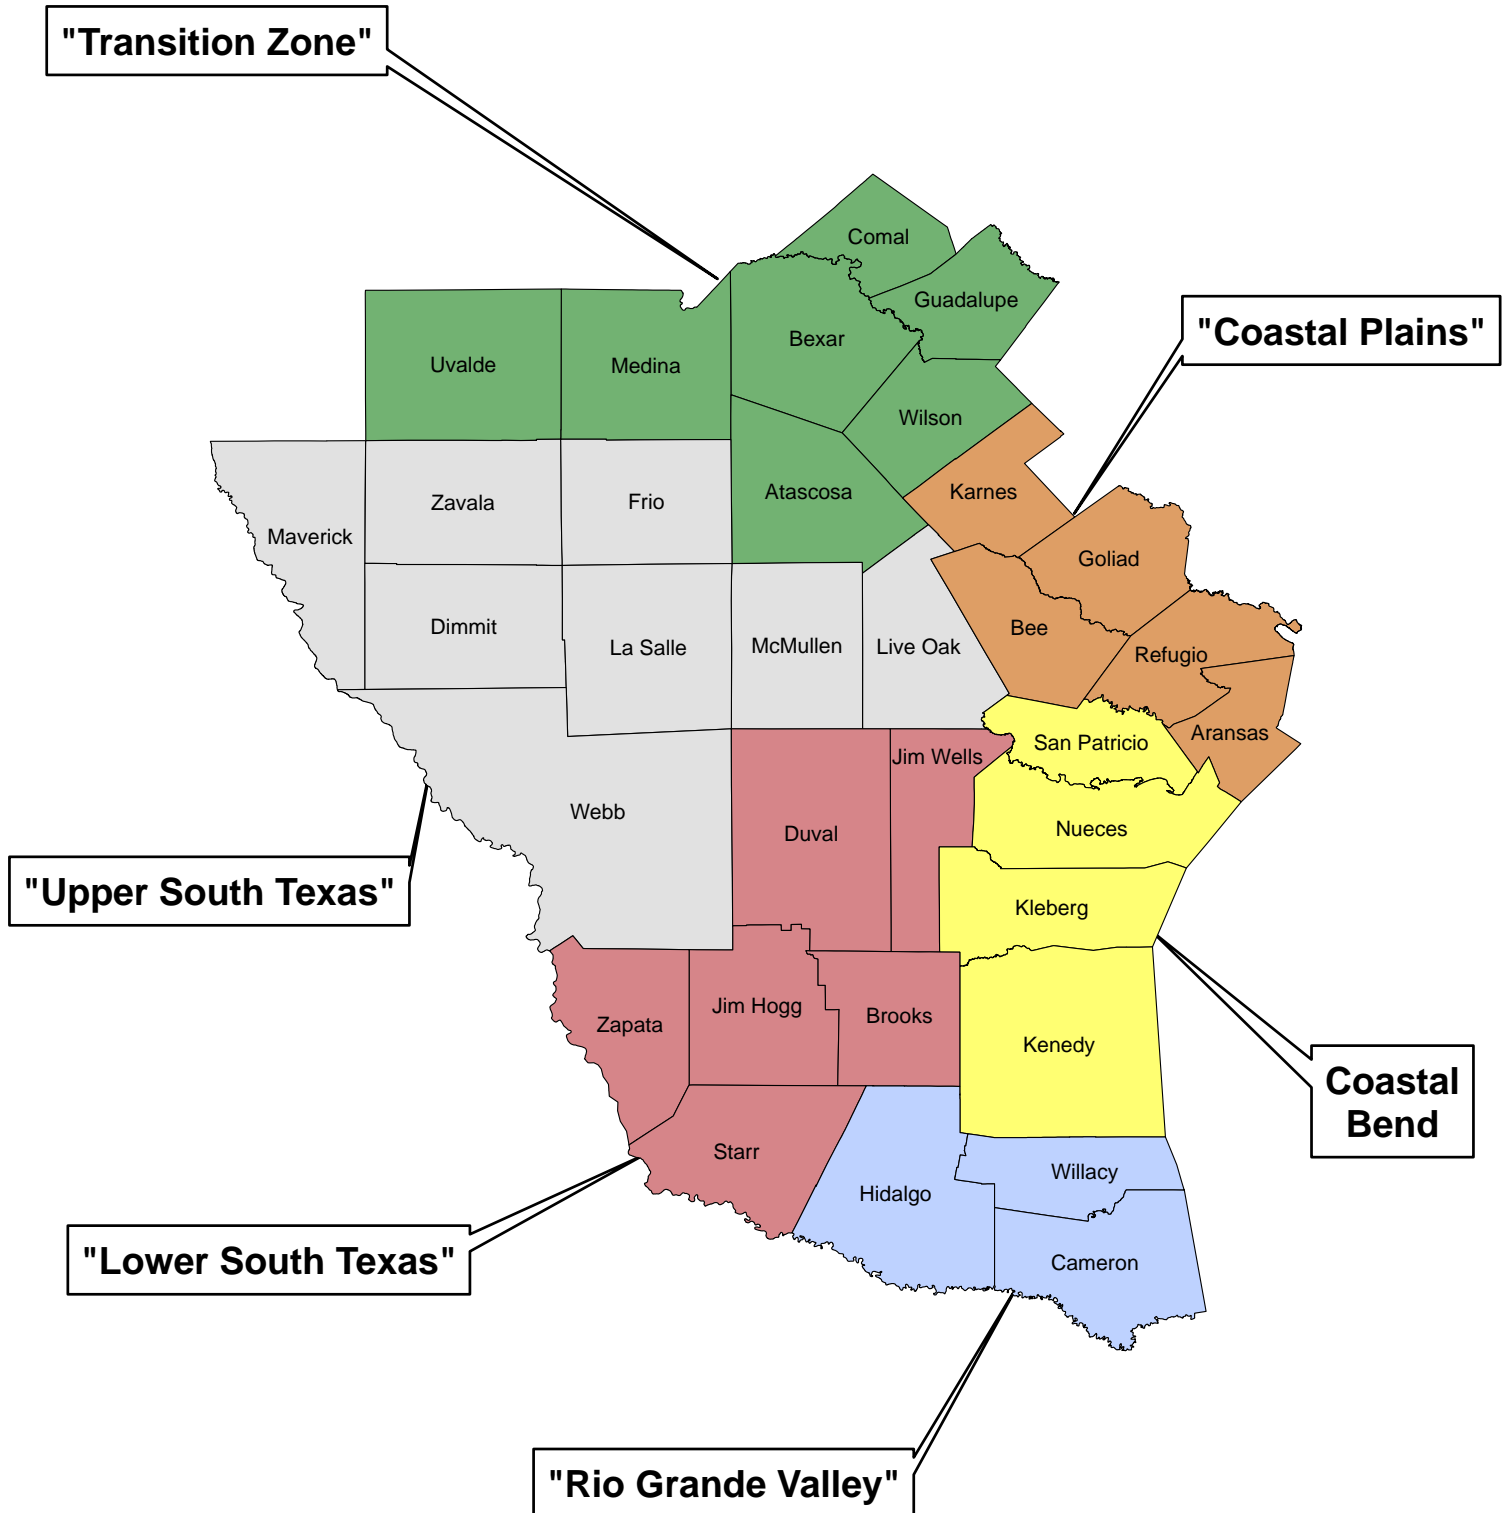 "Transition Zone"
Comal
Guadalupe
"Coastal Plains"
Bexar
Uvalde
Medina
Wilson
Atascosa
Karnes
Zavala
Frio
Maverick
Goliad
Dimmit
La Salle
McMullen
Live Oak
Bee
Refugio
Aransas
San Patricio
Jim Wells
Webb
Duval
Nueces
"Upper South Texas"
Kleberg
Zapata
Jim Hogg
Brooks
Kenedy
Coastal
Bend
Starr
Hidalgo
Willacy
"Lower South Texas"
Cameron
"Rio Grande Valley"